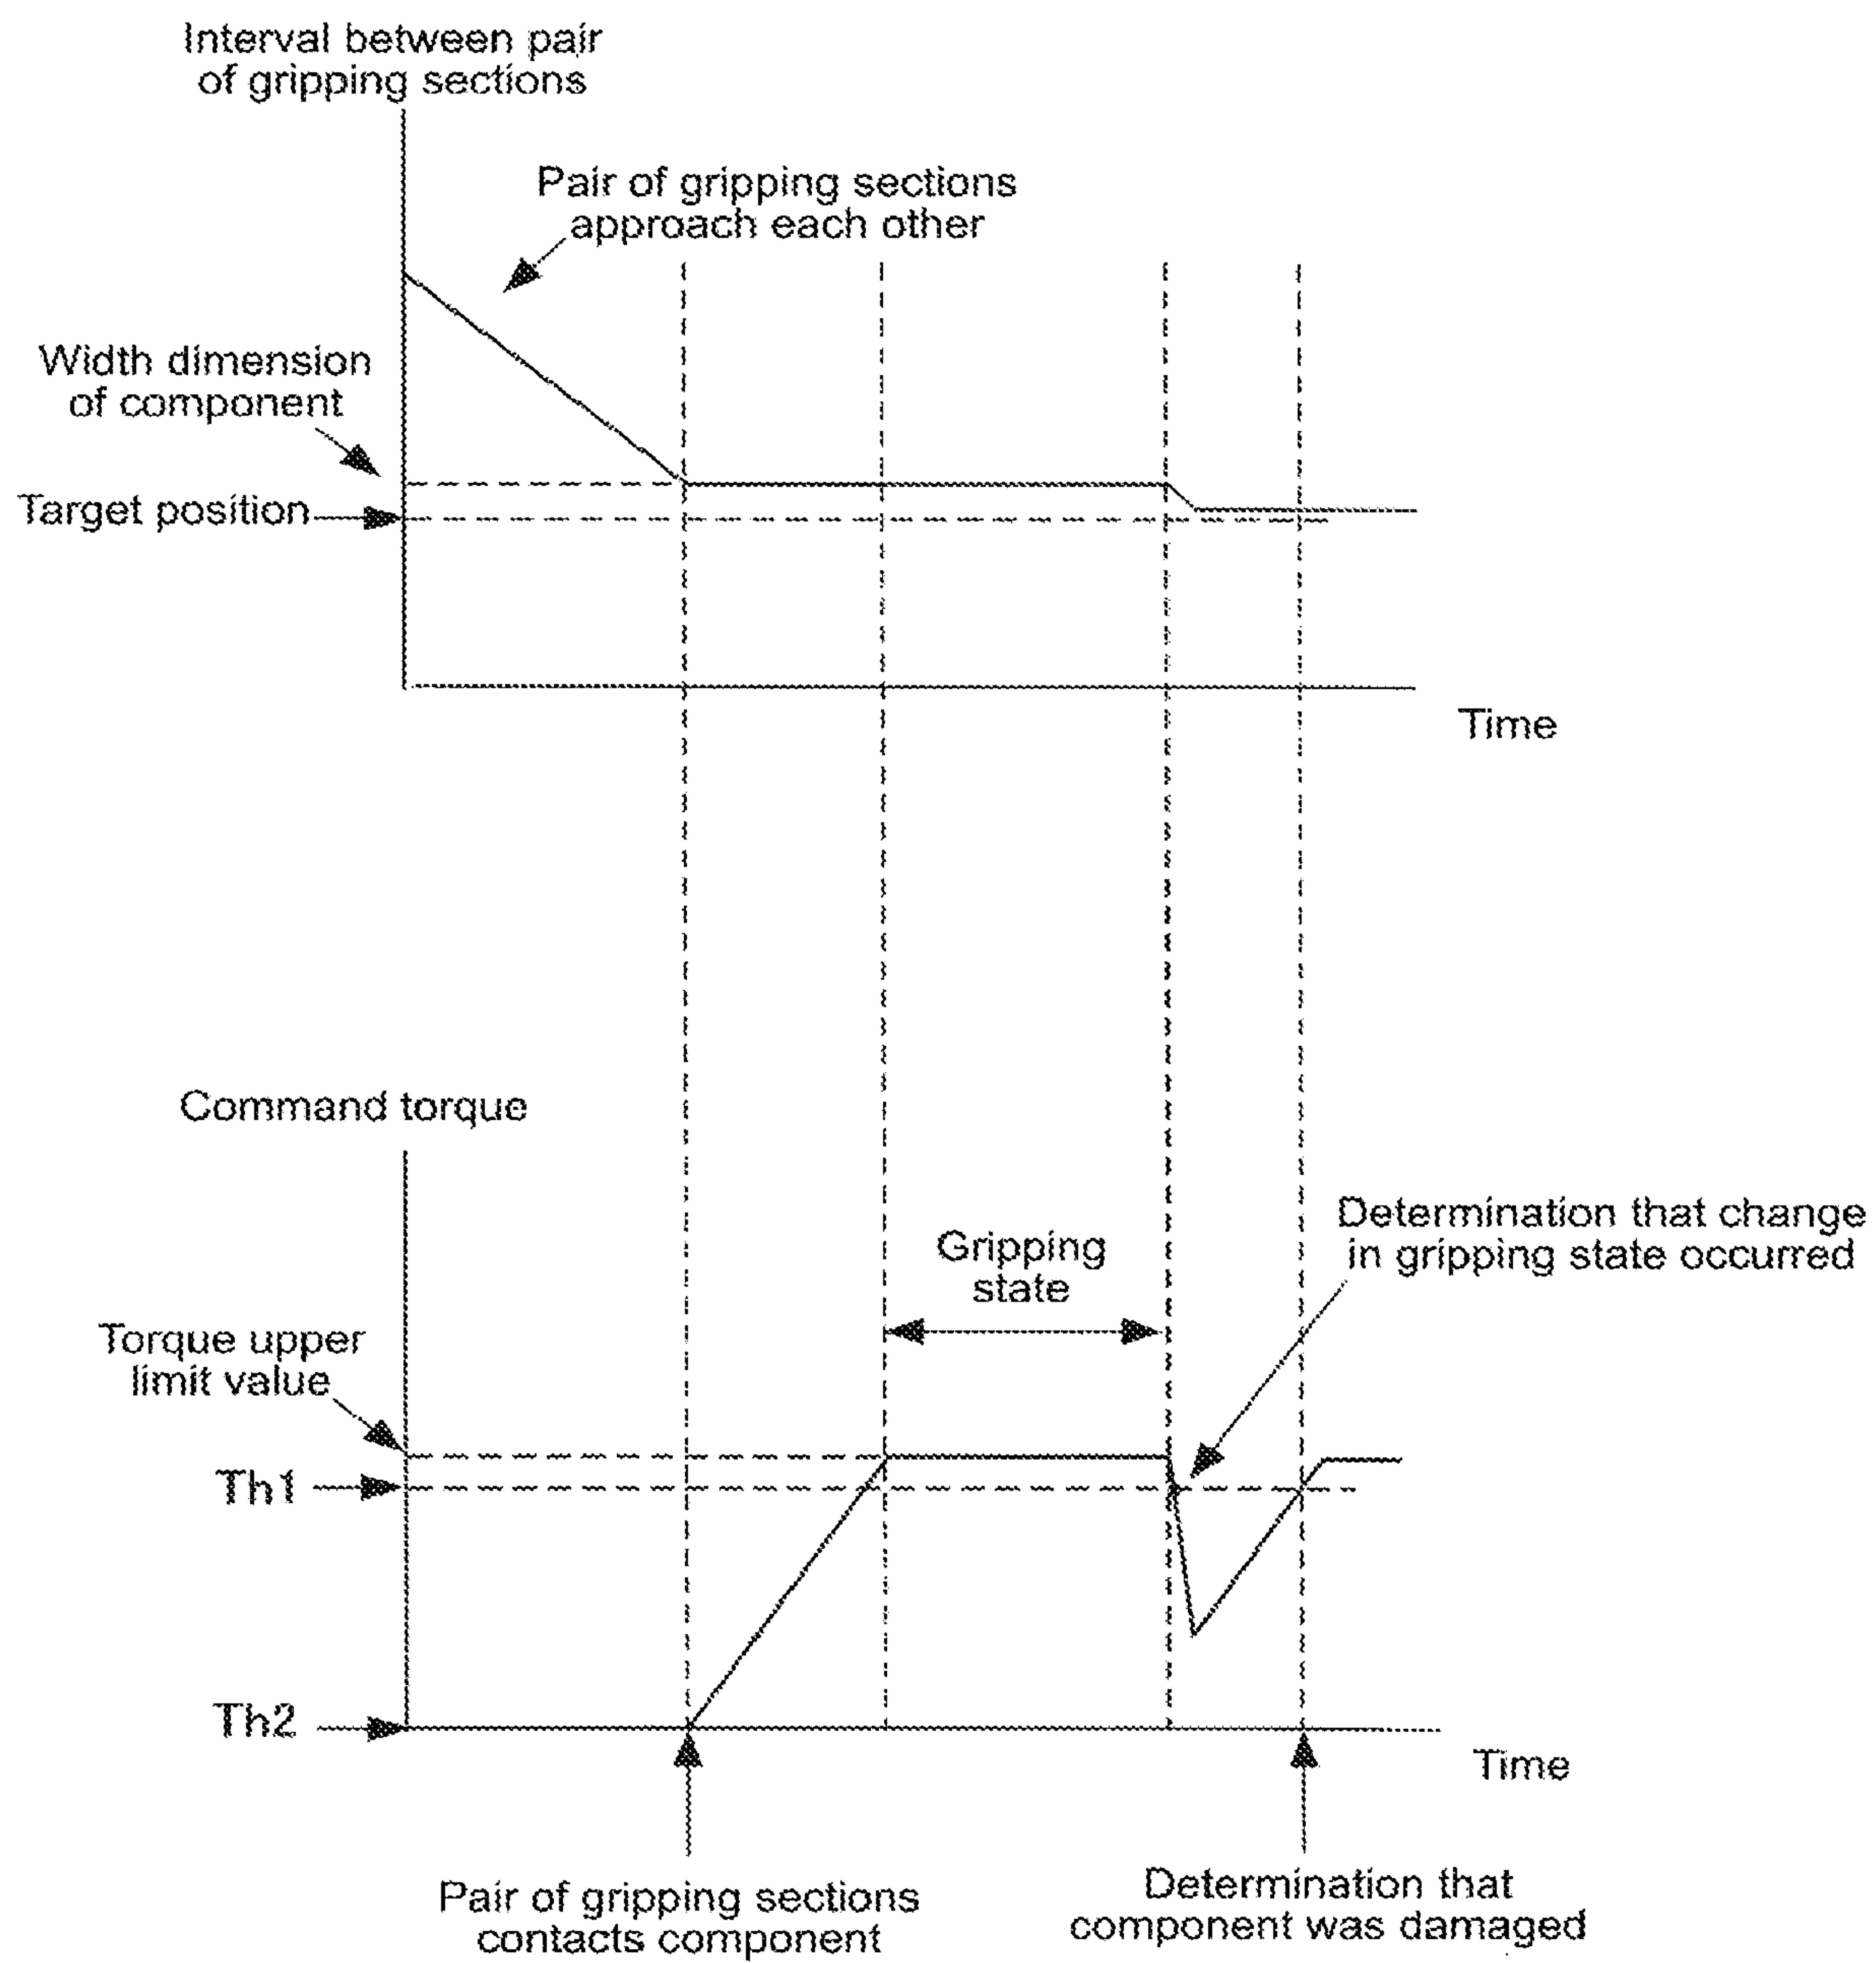 Interval between pair
of gripping sections
Pair of gripping sections
approach each other
Width dimension
of component
Target position
Time
Command torque
Determination that change
in gripping state occurred
Gripping
state
Torque upper
limit value
Th1
Th2
Time
Pair of gripping sections
contacts component
Determination that
component was damaged